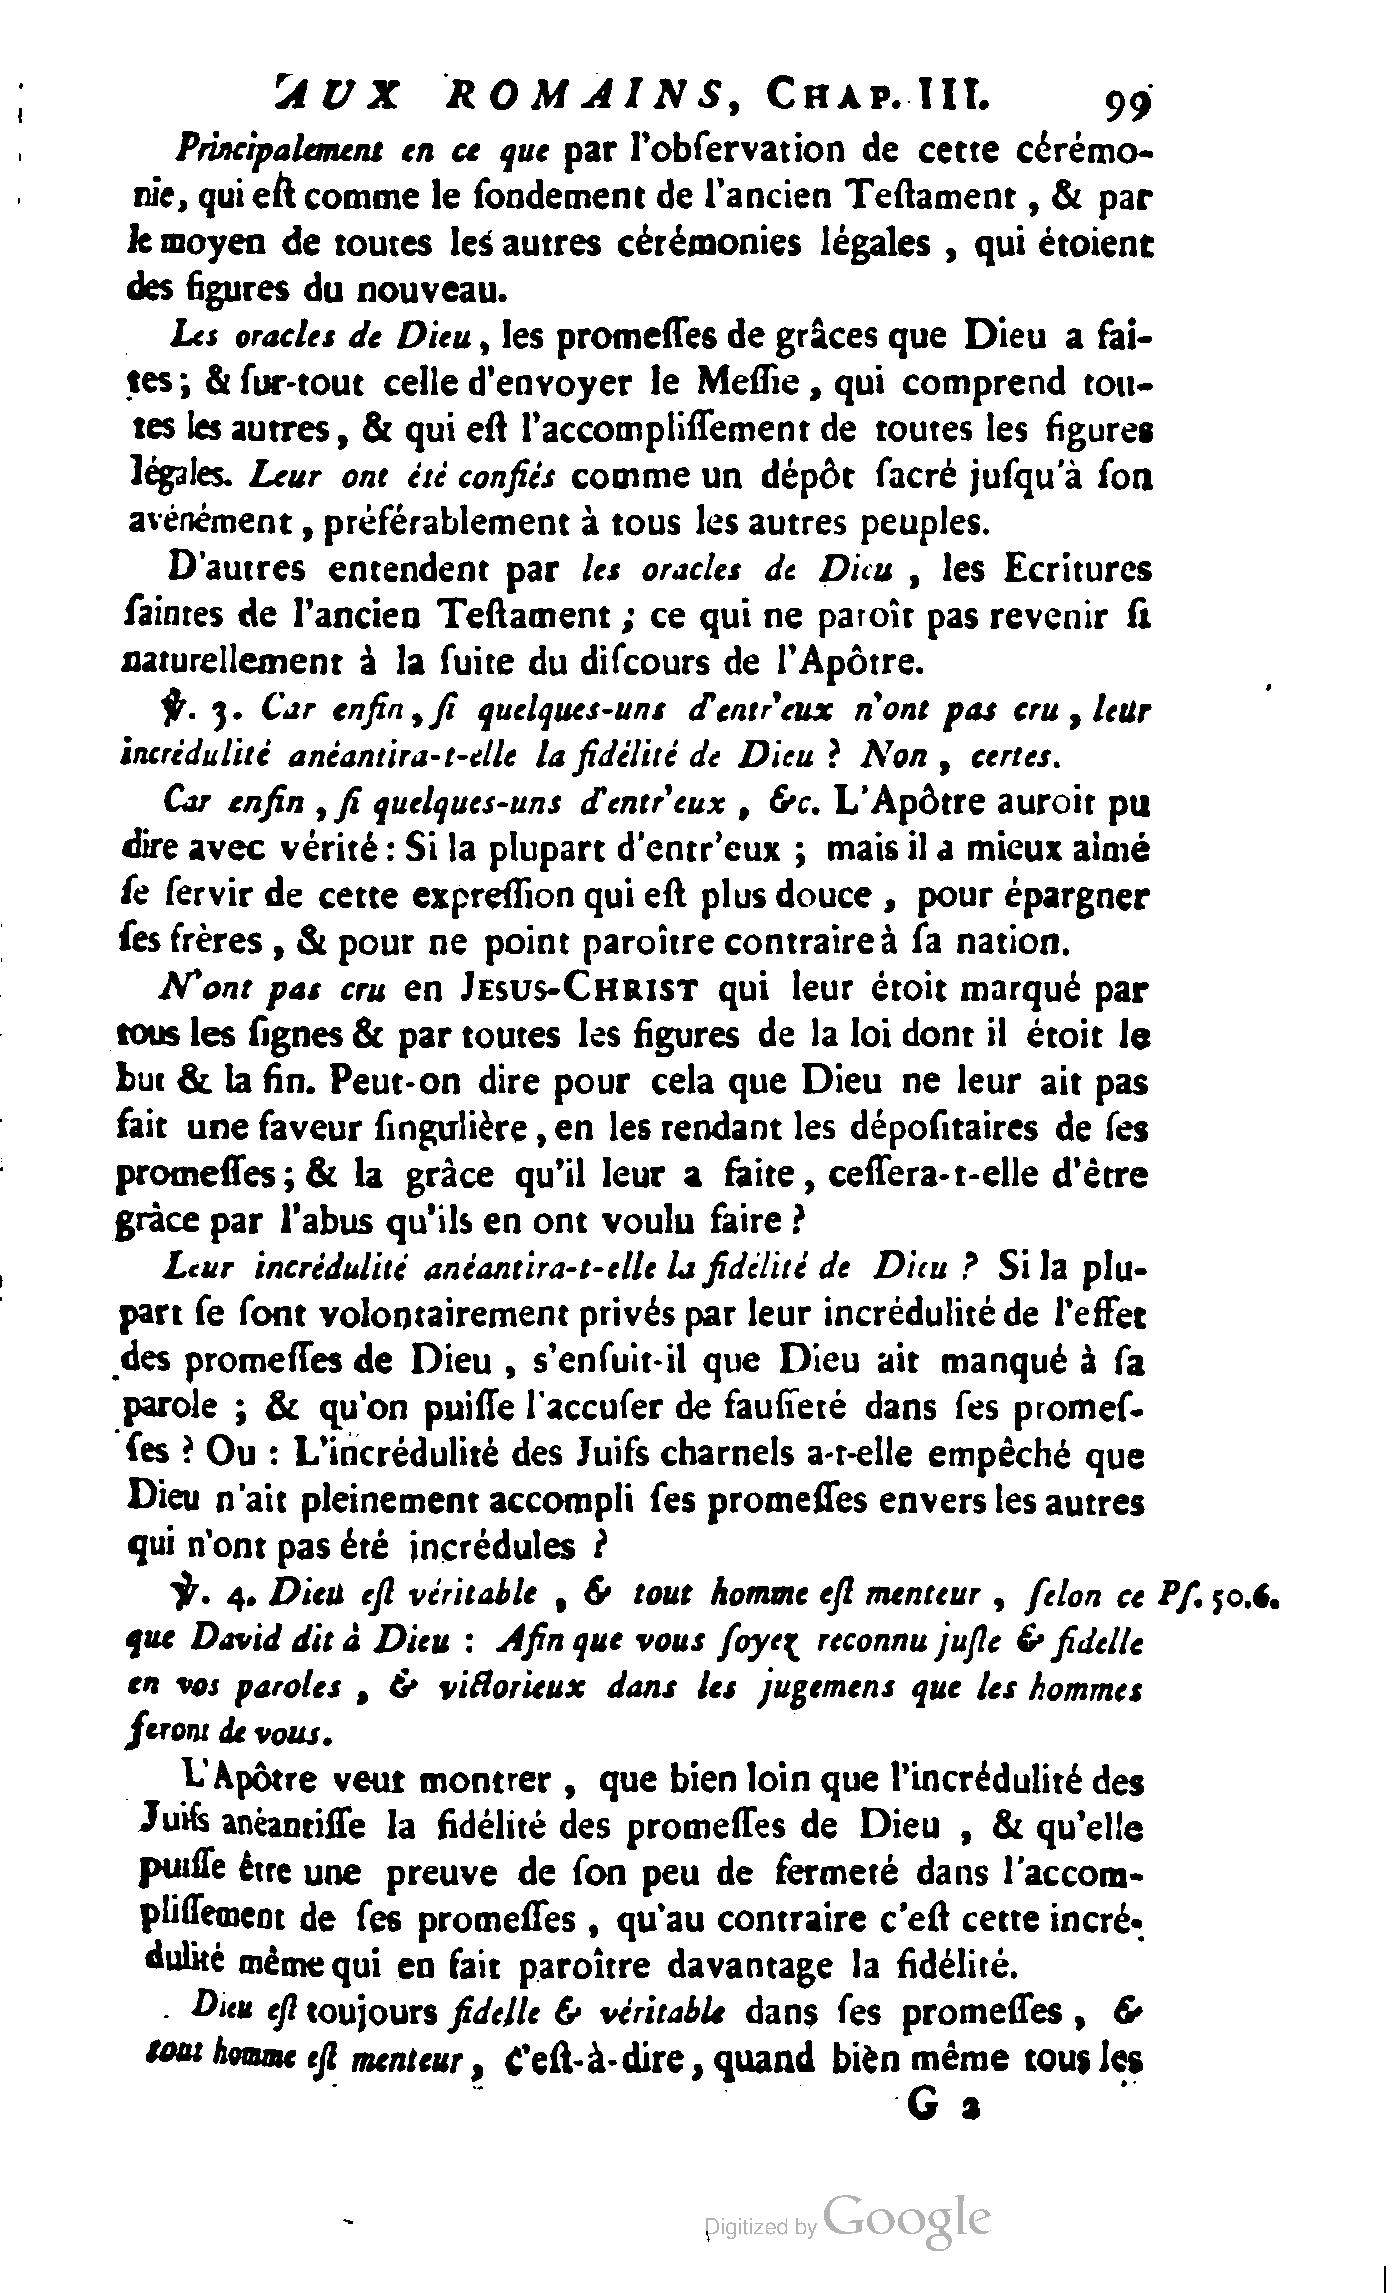 AUX ROMAINS, CHAP. III. 99
Principalement en ce que par l'obſervation de cette cérémo-
nie, qui eſt comme le fondement de l'ancien Teſtament, & par
le moyen de toutes les autres cérémonies légales, qui étoient
des figures du nouveau.
Les oracles de Dieu, les promeſſes de grâces que Dieu a fai-
tes; & ſur-tout celle d'envoyer le Meſſie, qui comprend tou-
tes les autres, & qui eſt l'accompliſſement de toutes les figures
légales. Leur ont été confiés comme un dépôt ſacré juſqu'à ſon
avénément, préférablement à tous les autres peuples.
D'autres entendent par les oracles de Dieu, les Ecritures
ſaintes de l'ancien Teſtament; ce qui ne paroît pas revenir ſi
naturellement à la ſuite du diſcours de l'Apôtre.
℣. 3. Car enfin, ſi quelques-uns d'entr'eux n'ont pas cru, leur
incrédulité anéantira-t-elle la fidélité de Dieu ? Non, certes.
Car enfin, ſi quelques-uns d'entr'eux, &c. L'Apôtre auroit pu
dire avec vérité : Si la plupart d'entr'eux ; mais il a mieux aimé
ſe ſervir de cette expreſſion qui eſt plus douce, pour épargner
ſes frères, & pour ne point paroître contraire à ſa nation.
N'ont pas cru en JESUS-CHRIST qui leur étoit marqué par
tous les ſignes & par toutes les figures de la loi dont il étoit le
but & la fin. Peut-on dire pour cela que Dieu ne leur ait pas
fait une faveur ſingulière, en les rendant les dépoſitaires de ſes
promeſſes; & la grâce qu'il leur a faite, ceſſera-t-elle d'être
grâce par l'abus qu'ils en ont voulu faire ?
Leur incrédulité anéantira-t-elle la fidélité de Dieu ? Si la plu-
part ſe ſont volontairement privés par leur incrédulité de l'effet
des promeſſes de Dieu, s'enſuit-il que Dieu ait manqué à ſa
parole ; & qu'on puiſſe l'accuſer de fauſſeté dans ſes promeſ-
ſes ? Ou : L'incrédulité des Juifs charnels a-t-elle empêché que
Dieu n'ait pleinement accompli ſes promeſſes envers les autres
qui n'ont pas été incrédules ?
℣. 4. Dieu eſt véritable, & tout homme eſt menteur, ſelon ce Pſ. 50.6.
que David dit à Dieu : Afin que vous ſoyez reconnu juſte & fidelle
en vos paroles, & victorieux dans les jugemens que les hommes
feront de vous.
L'Apôtre veut montrer, que bien loin que l'incrédulité des
Juifs anéantiſſe la fidélité des promeſſes de Dieu, & qu'elle
puiſſe être une preuve de ſon peu de fermeté dans l'accom-
pliſſement de ſes promeſſes, qu'au contraire c'eſt cette incré-
dulité même qui en fait paroître davantage la fidélité.
Dieu eſt toujours fidelle & véritable dans ſes promeſſes, &
tout homme eſt menteur, c'eſt-à-dire, quand bien même tous les
G 2
Digitized by Google